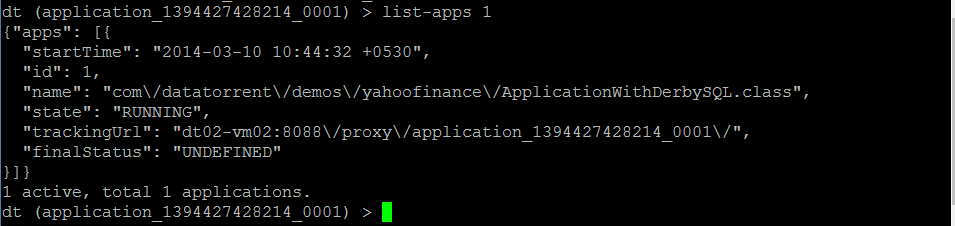 dt (application_1394427428214_0001) > list-apps 1
{"apps": [{
  "startTime": "2014-03-10 10:44:32 +0530",
  "id": 1,
  "name": "com\/datatorrent\/demos\/yahoofinance\/ApplicationWithDerbySQL.class",
  "state": "RUNNING",
  "trackingUrl": "dt02-vm02:8088\/proxy\/application_1394427428214_0001\/",
  "finalStatus": "UNDEFINED"
}]}
1 active, total 1 applications.
dt (application_1394427428214_0001) >